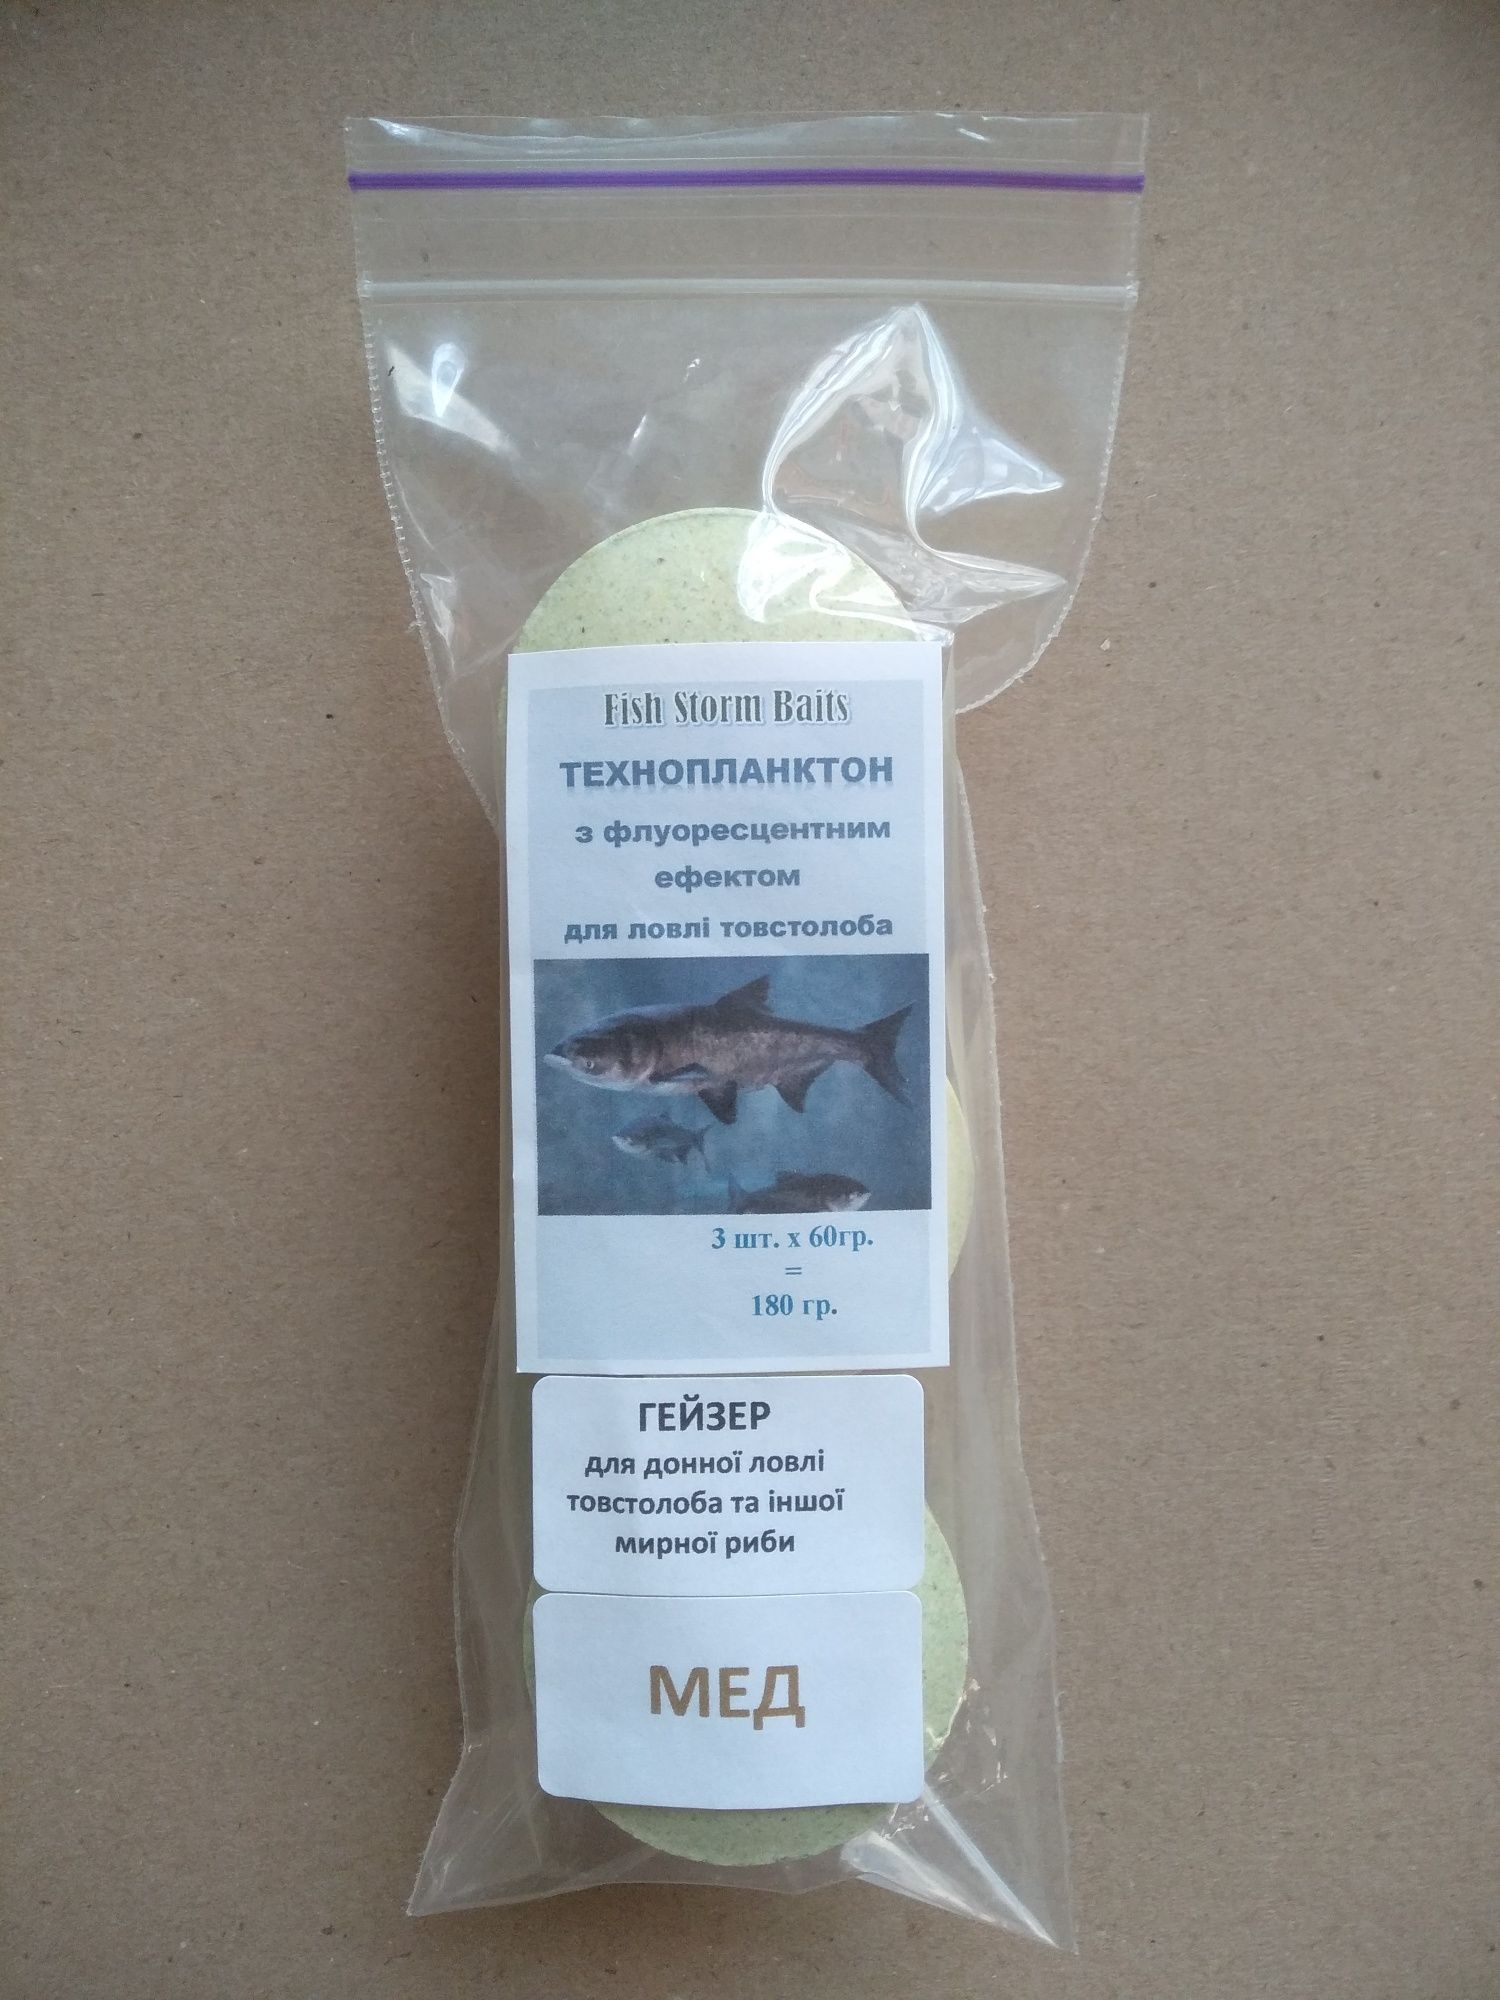 Fish Storm Baits
ТЕХНОПЛАНКТОН
з флуоресцентним
ефектом
для ловлі товстолоба
3 шт. х 60гр.
=
180 гр.
ГЕЙЗЕР
для донної ловлі
товстолоба та іншої
мирної риби
МЕД